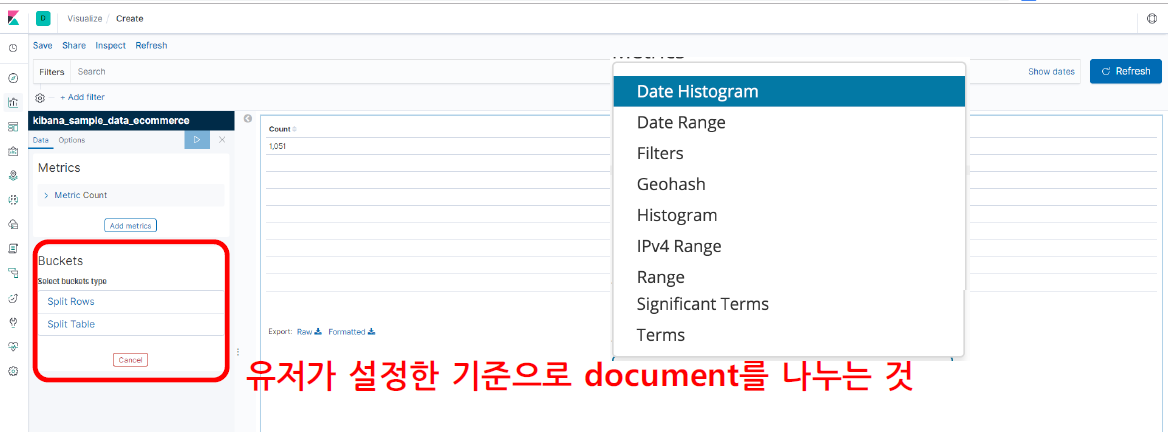 D Visualize / Create
Save Share Inspect Refresh
Filters Search
Show dates
Refresh
+ Add filter
kibana_sample_data_ecommerce
Data Options
Metrics
> Metric Count
Add metrics
Buckets
Select buckets type
Split Rows
Split Table
Cancel
Count
1,051
Export: Raw Formatted
Date Histogram
Date Range
Filters
Geohash
Histogram
IPv4 Range
Range
Significant Terms
Terms
유저가 설정한 기준으로 document를 나누는 것